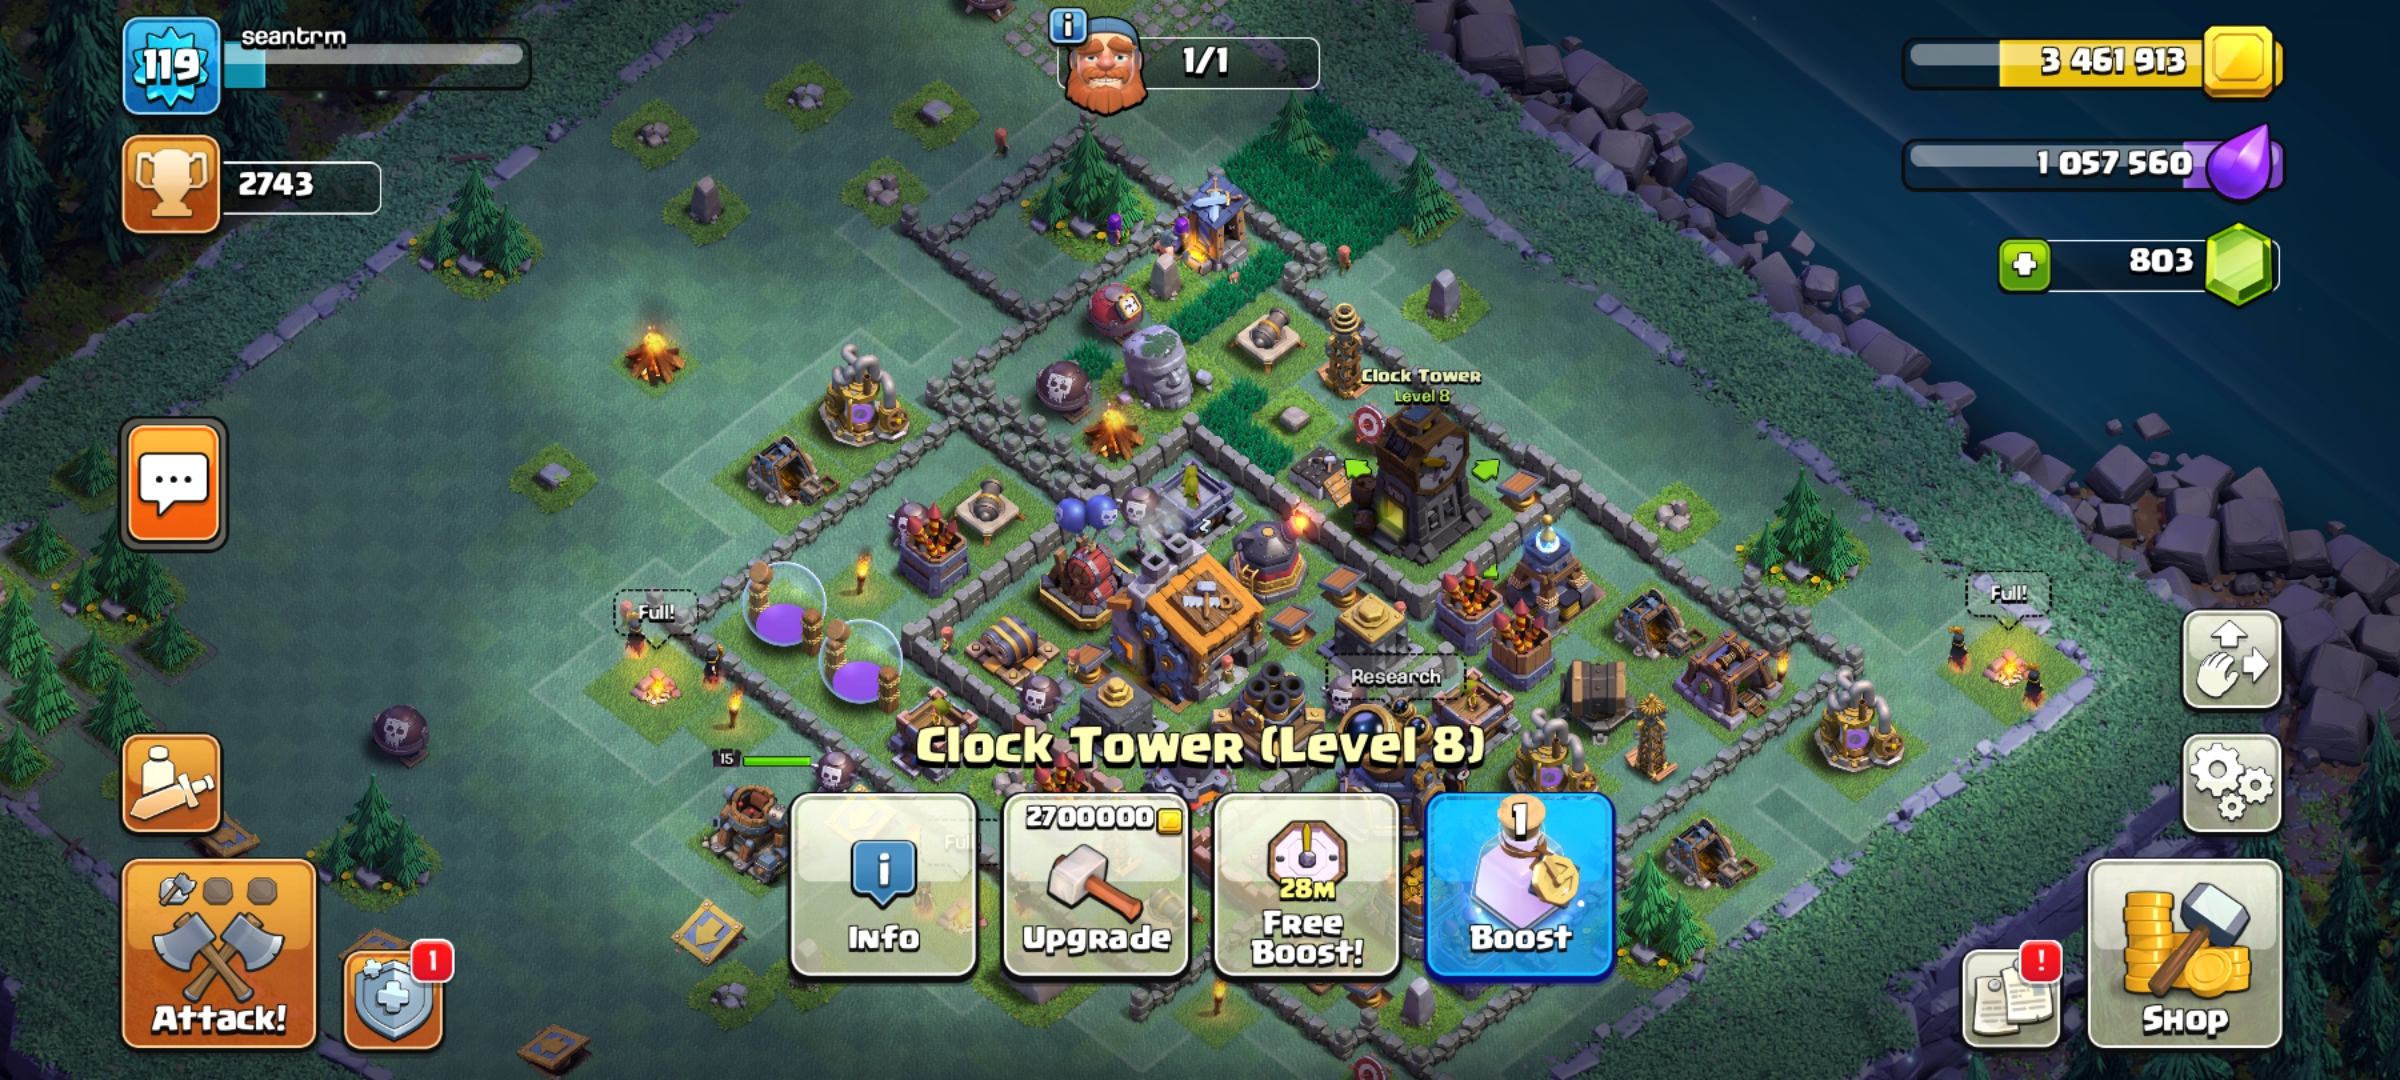 119
seantrm
1/1
3 461 913
2743
1 057 560
803
Clock Tower
Level 8
Full!
Full!
Research
Clock Tower (Level 8)
15
2700000
1
28M
Info
Upgrade
Free
Boost!
Boost
Attack!
1
!
Shop